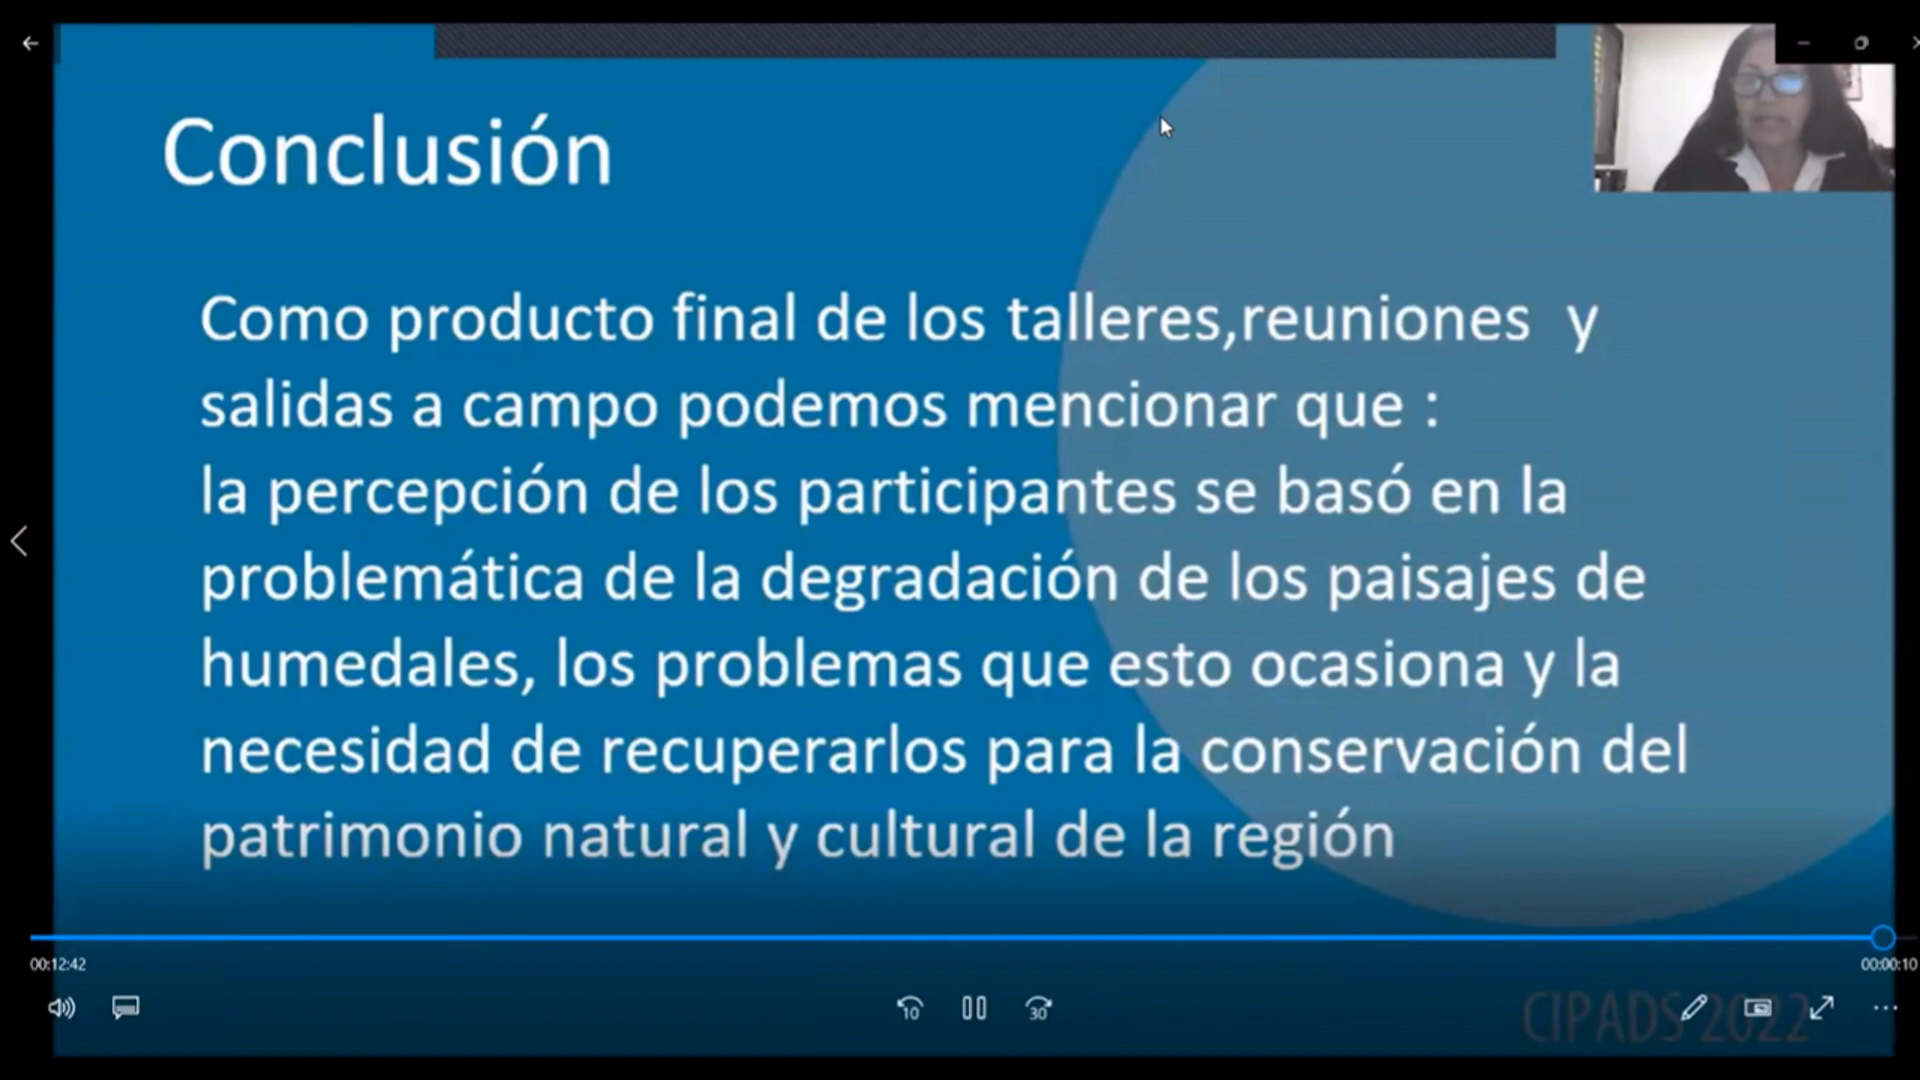 Conclusión
Como producto final de los talleres,reuniones y
salidas a campo podemos mencionar que :
la percepción de los participantes se basó en la
problemática de la degradación de los paisajes de
humedales, los problemas que esto ocasiona y la
necesidad de recuperarlos para la conservación del
patrimonio natural y cultural de la región
00:12:42
00:00:10
10
30
CIPADS 2022